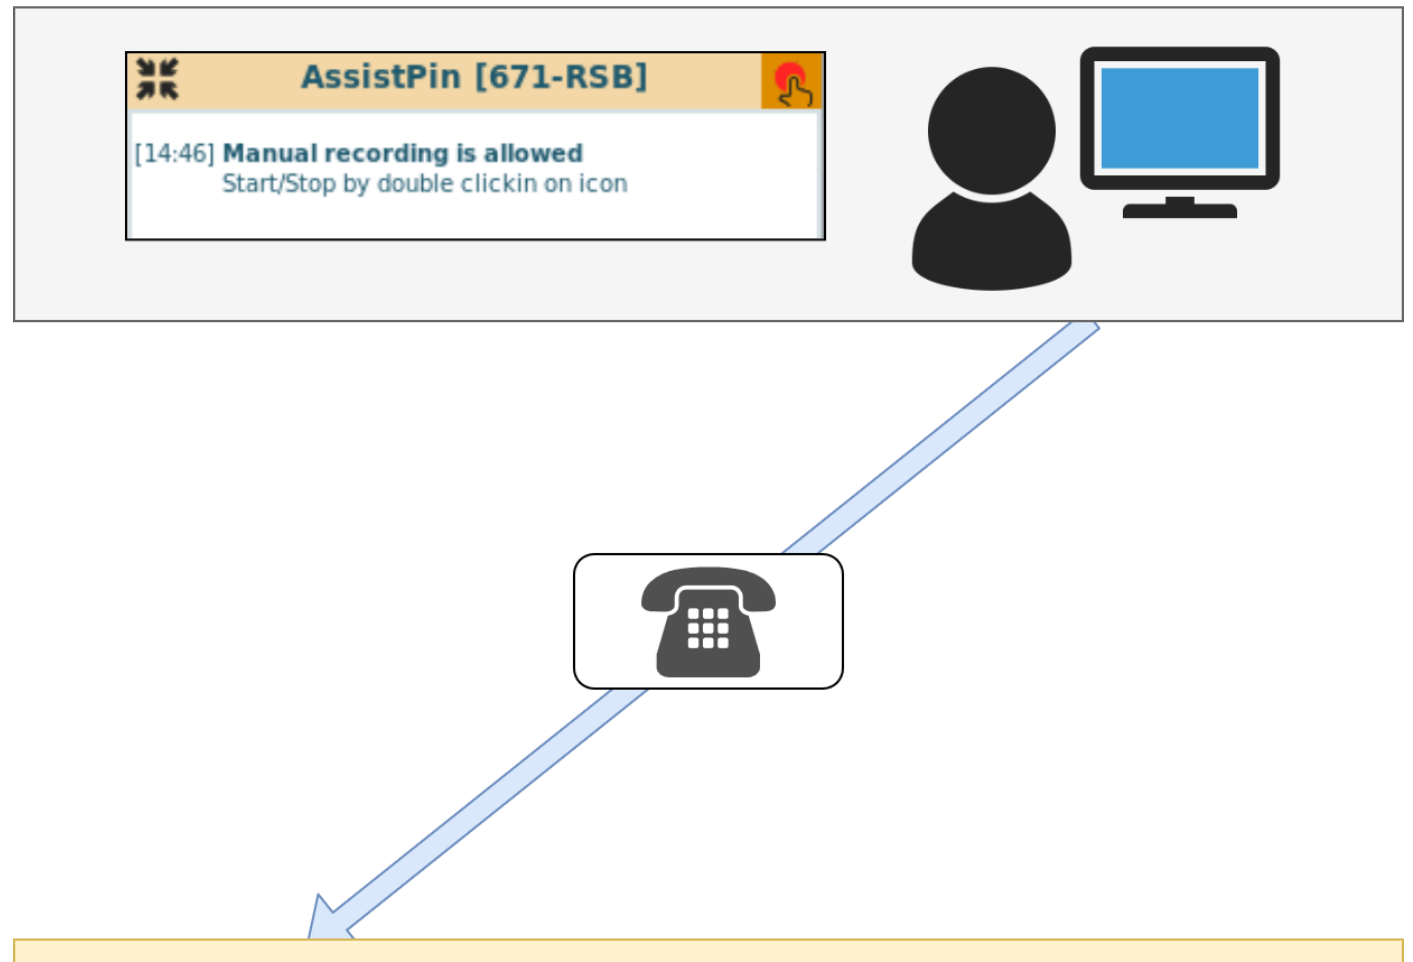 AssistPin [671-RSB]
[14:46] Manual recording is allowed
Start/Stop by double clickin on icon